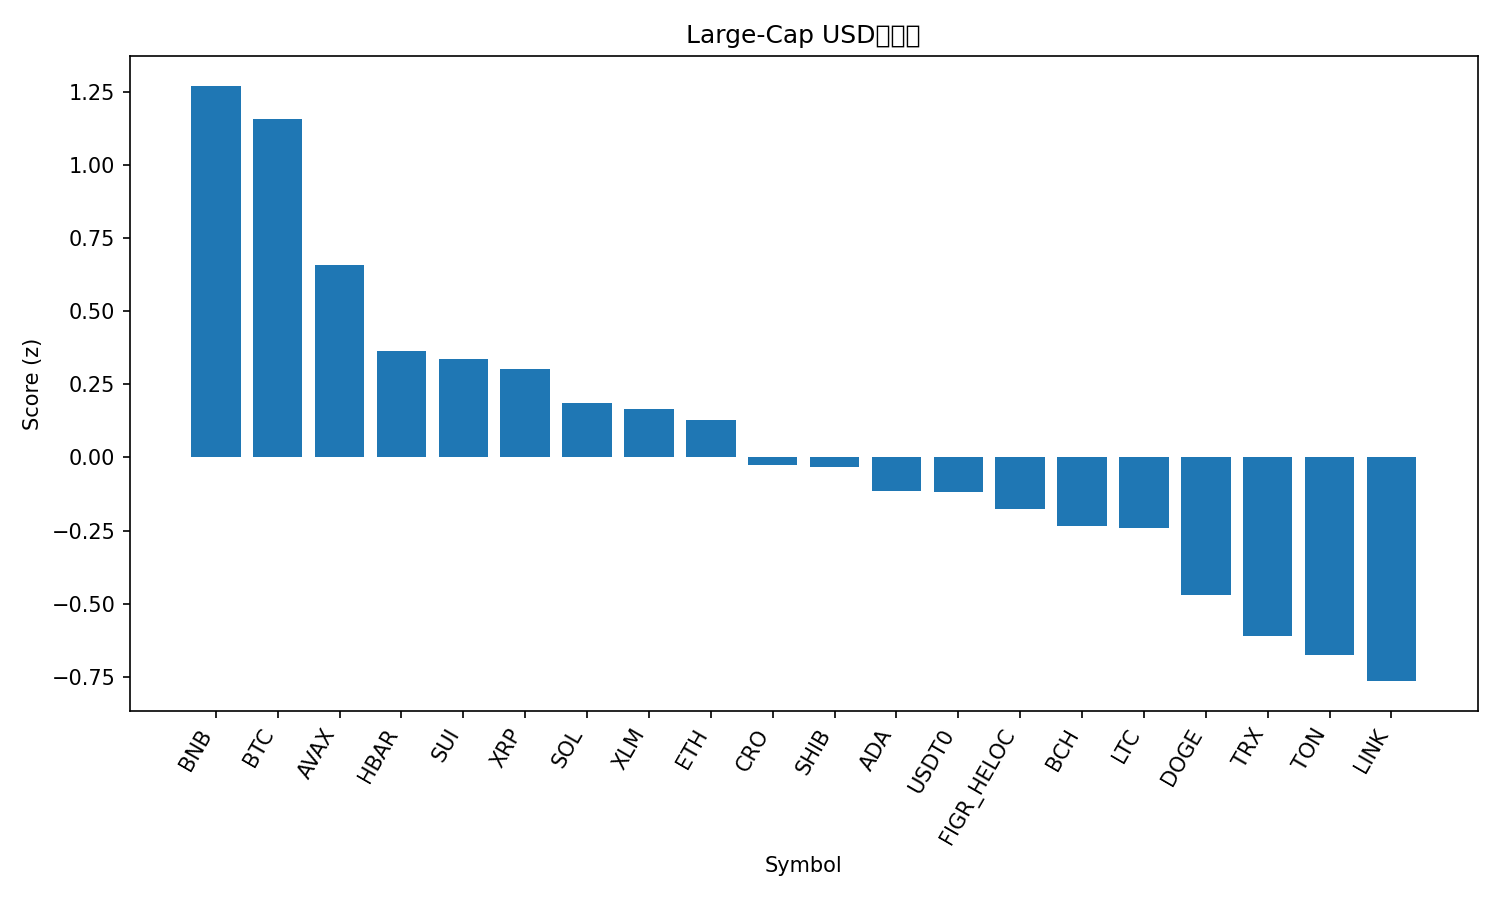 Large-Cap USD
1.25
1.00
0.75
0.50
0.25
0.00
−0.25
−0.50
−0.75
Score (z)
BNB
BTC
AVAX
HBAR
SUI
XRP
SOL
XLM
ETH
CRO
SHIB
ADA
USDT0
FIGR_HELOC
BCH
LTC
DOGE
TRX
TON
LINK
Symbol